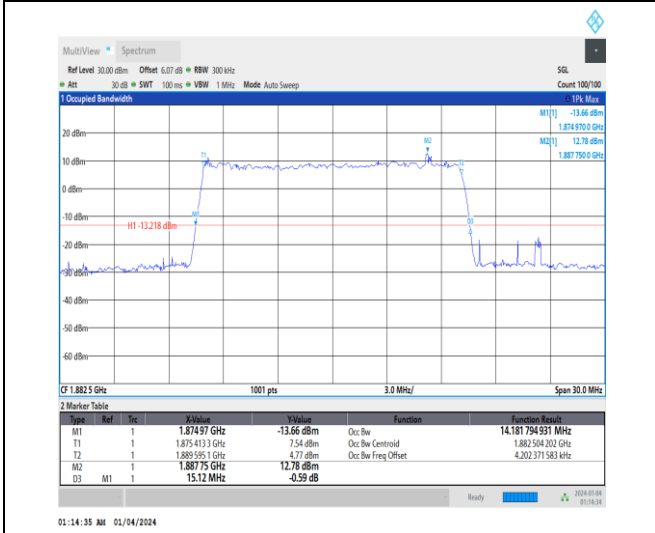 MultiView Spectrum
Ref Level 30.00 dBm Offset 6.07 dB RBW 300 kHz SGL
Att 30 dB SWT 100 ms VBW 1 MHz Mode Auto Sweep Count 100/100
1 Occupied Bandwidth 1Pk Max
M1[1] -13.66 dBm
1.874 970 0 GHz
M2[1] 12.78 dBm
1.887 750 0 GHz
20 dBm
M2
T1 T2
10 dBm
0 dBm
-10 dBm
M1 D3
H1 -13.218 dBm
-20 dBm
-30 dBm
-40 dBm
-50 dBm
-60 dBm
CF 1.882 5 GHz 1001 pts 3.0 MHz/ Span 30.0 MHz
2 Marker Table
Type Ref Trc X-Value Y-Value Function Function Result
M1 1 1.874 97 GHz -13.66 dBm Occ Bw 14.181 794 931 MHz
T1 1 1.875 413 3 GHz 7.54 dBm Occ Bw Centroid 1.882 504 202 GHz
T2 1 1.889 595 1 GHz 4.77 dBm Occ Bw Freq Offset 4.202 371 583 kHz
M2 1 1.887 75 GHz 12.78 dBm
D3 M1 1 15.12 MHz -0.59 dB
Ready 2024-01-04
01:14:34
01:14:35 AM 01/04/2024